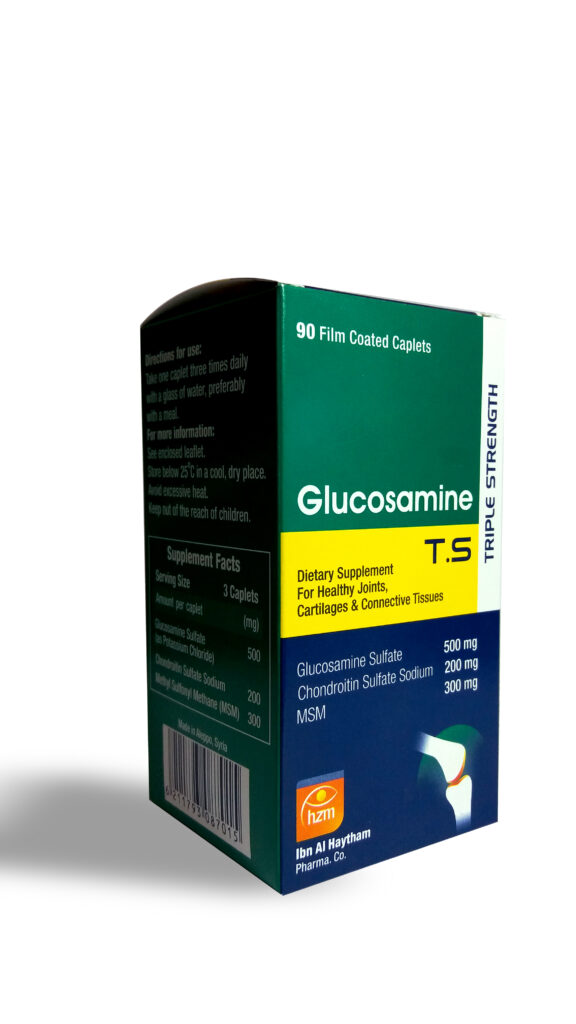 Directions for use:
Take one caplet three times daily
with a glass of water, preferably
with a meal.
For more information:
See enclosed leaflet.
Store below 25°C in a cool, dry place.
Avoid excessive heat.
Keep out of the reach of children.
Supplement Facts
Serving Size 3 Caplets
Amount per caplet (mg)
Glucosamine Sulfate
(as Potassium Chloride) 500
Chondroitin Sulfate Sodium 200
Methyl Sulfonyl Methane (MSM) 300
Made in Aleppo, Syria
6 211793 087015
90 Film Coated Caplets
Glucosamine
T.S
TRIPLE STRENGTH
Dietary Supplement
For Healthy Joints,
Cartilages & Connective Tissues
Glucosamine Sulfate 500 mg
Chondroitin Sulfate Sodium 200 mg
MSM 300 mg
hzm
Ibn Al Haytham
Pharma. Co.